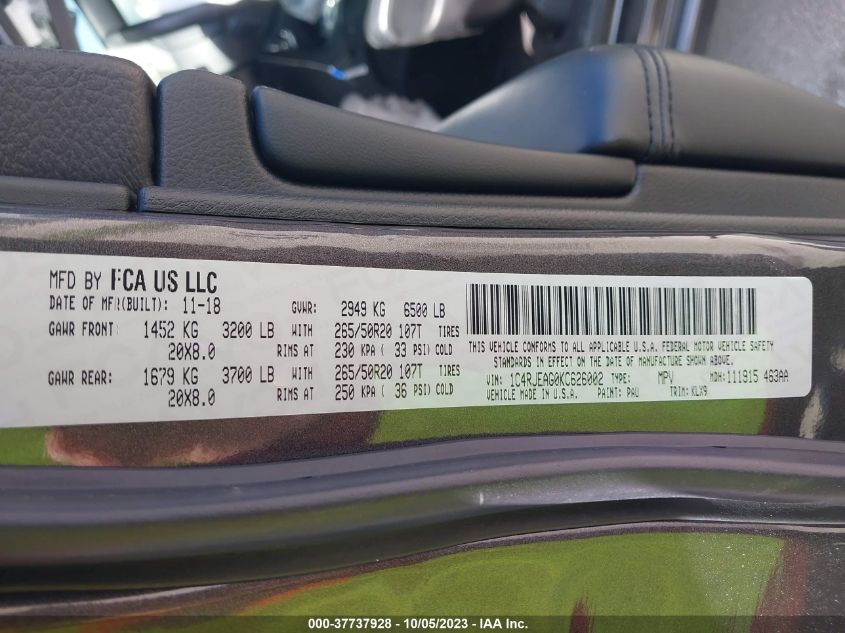 MFD BY FCA US LLC
DATE OF MFR(BUILT): 11-18 GVWR: 2949 KG 6500 LB
GAWR FRONT: 1452 KG 3200 LB WITH 265/50R20 107T TIRES
20X8.0 RIMS AT 230 KPA ( 33 PSI) COLD
GAWR REAR: 1679 KG 3700 LB WITH 265/50R20 107T TIRES
20X8.0 RIMS AT 250 KPA ( 36 PSI) COLD
THIS VEHICLE CONFORMS TO ALL APPLICABLE U.S.A. FEDERAL MOTOR VEHICLE SAFETY
STANDARDS IN EFFECT ON THE DATE OF MANUFACTURE SHOWN ABOVE.
VIN: 1C4RJEAG0KC626002 TYPE: MPV MDH: 111915 463AA
VEHICLE MADE IN U.S.A. PAINT: PAU TRIM: KLX9
000-37737928 - 10/05/2023 - IAA Inc.